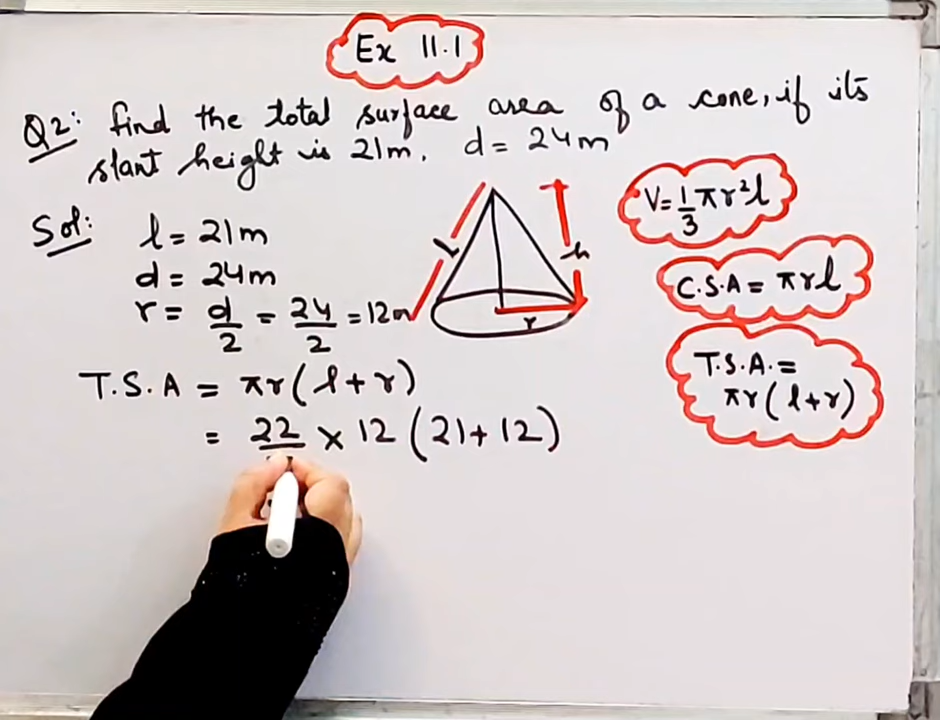 Ex 11.1
Q2: find the total surface area of a cone, if its
slant height is 21m. d = 24m
Sol:
l = 21m
d = 24m
r = d/2 = 24/2 = 12m
T.S.A = πr(l+r)
= 22/ × 12 (21+12)
l
h
r
V = 1/3 πr²l
C.S.A = πrl
T.S.A. =
πr(l+r)